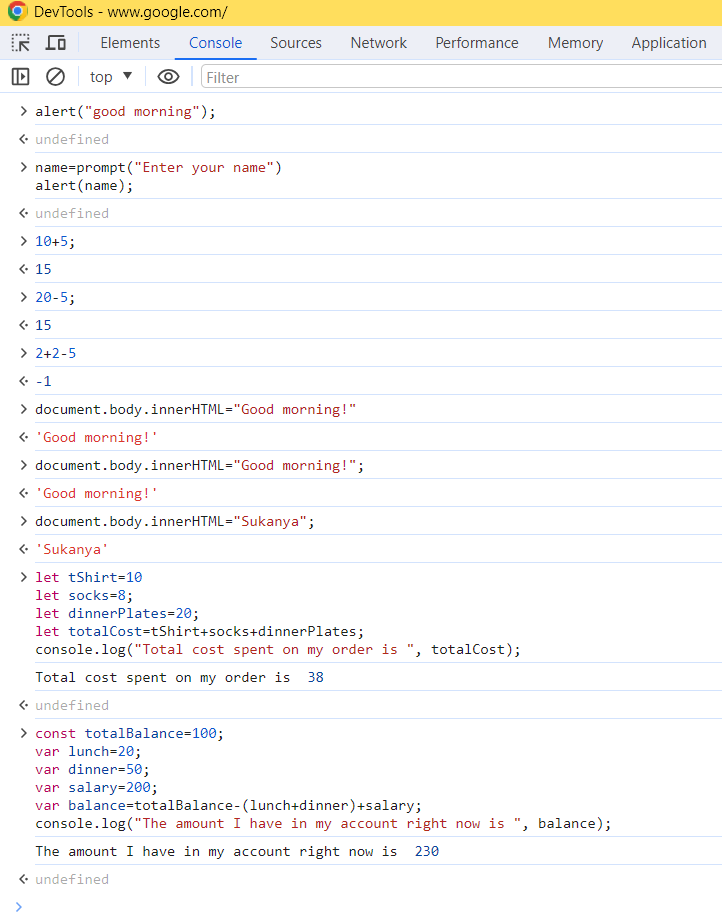 DevTools - www.google.com/
Elements Console Sources Network Performance Memory Application
top ▼ Filter
> alert("good morning");
undefined
> name=prompt("Enter your name")
alert(name);
undefined
> 10+5;
15
> 20-5;
15
> 2+2-5
-1
> document.body.innerHTML="Good morning!"
'Good morning!'
> document.body.innerHTML="Good morning!";
'Good morning!'
> document.body.innerHTML="Sukanya";
'Sukanya'
> let tShirt=10
let socks=8;
let dinnerPlates=20;
let totalCost=tShirt+socks+dinnerPlates;
console.log("Total cost spent on my order is ", totalCost);
Total cost spent on my order is  38
undefined
> const totalBalance=100;
var lunch=20;
var dinner=50;
var salary=200;
var balance=totalBalance-(lunch+dinner)+salary;
console.log("The amount I have in my account right now is ", balance);
The amount I have in my account right now is  230
undefined
>